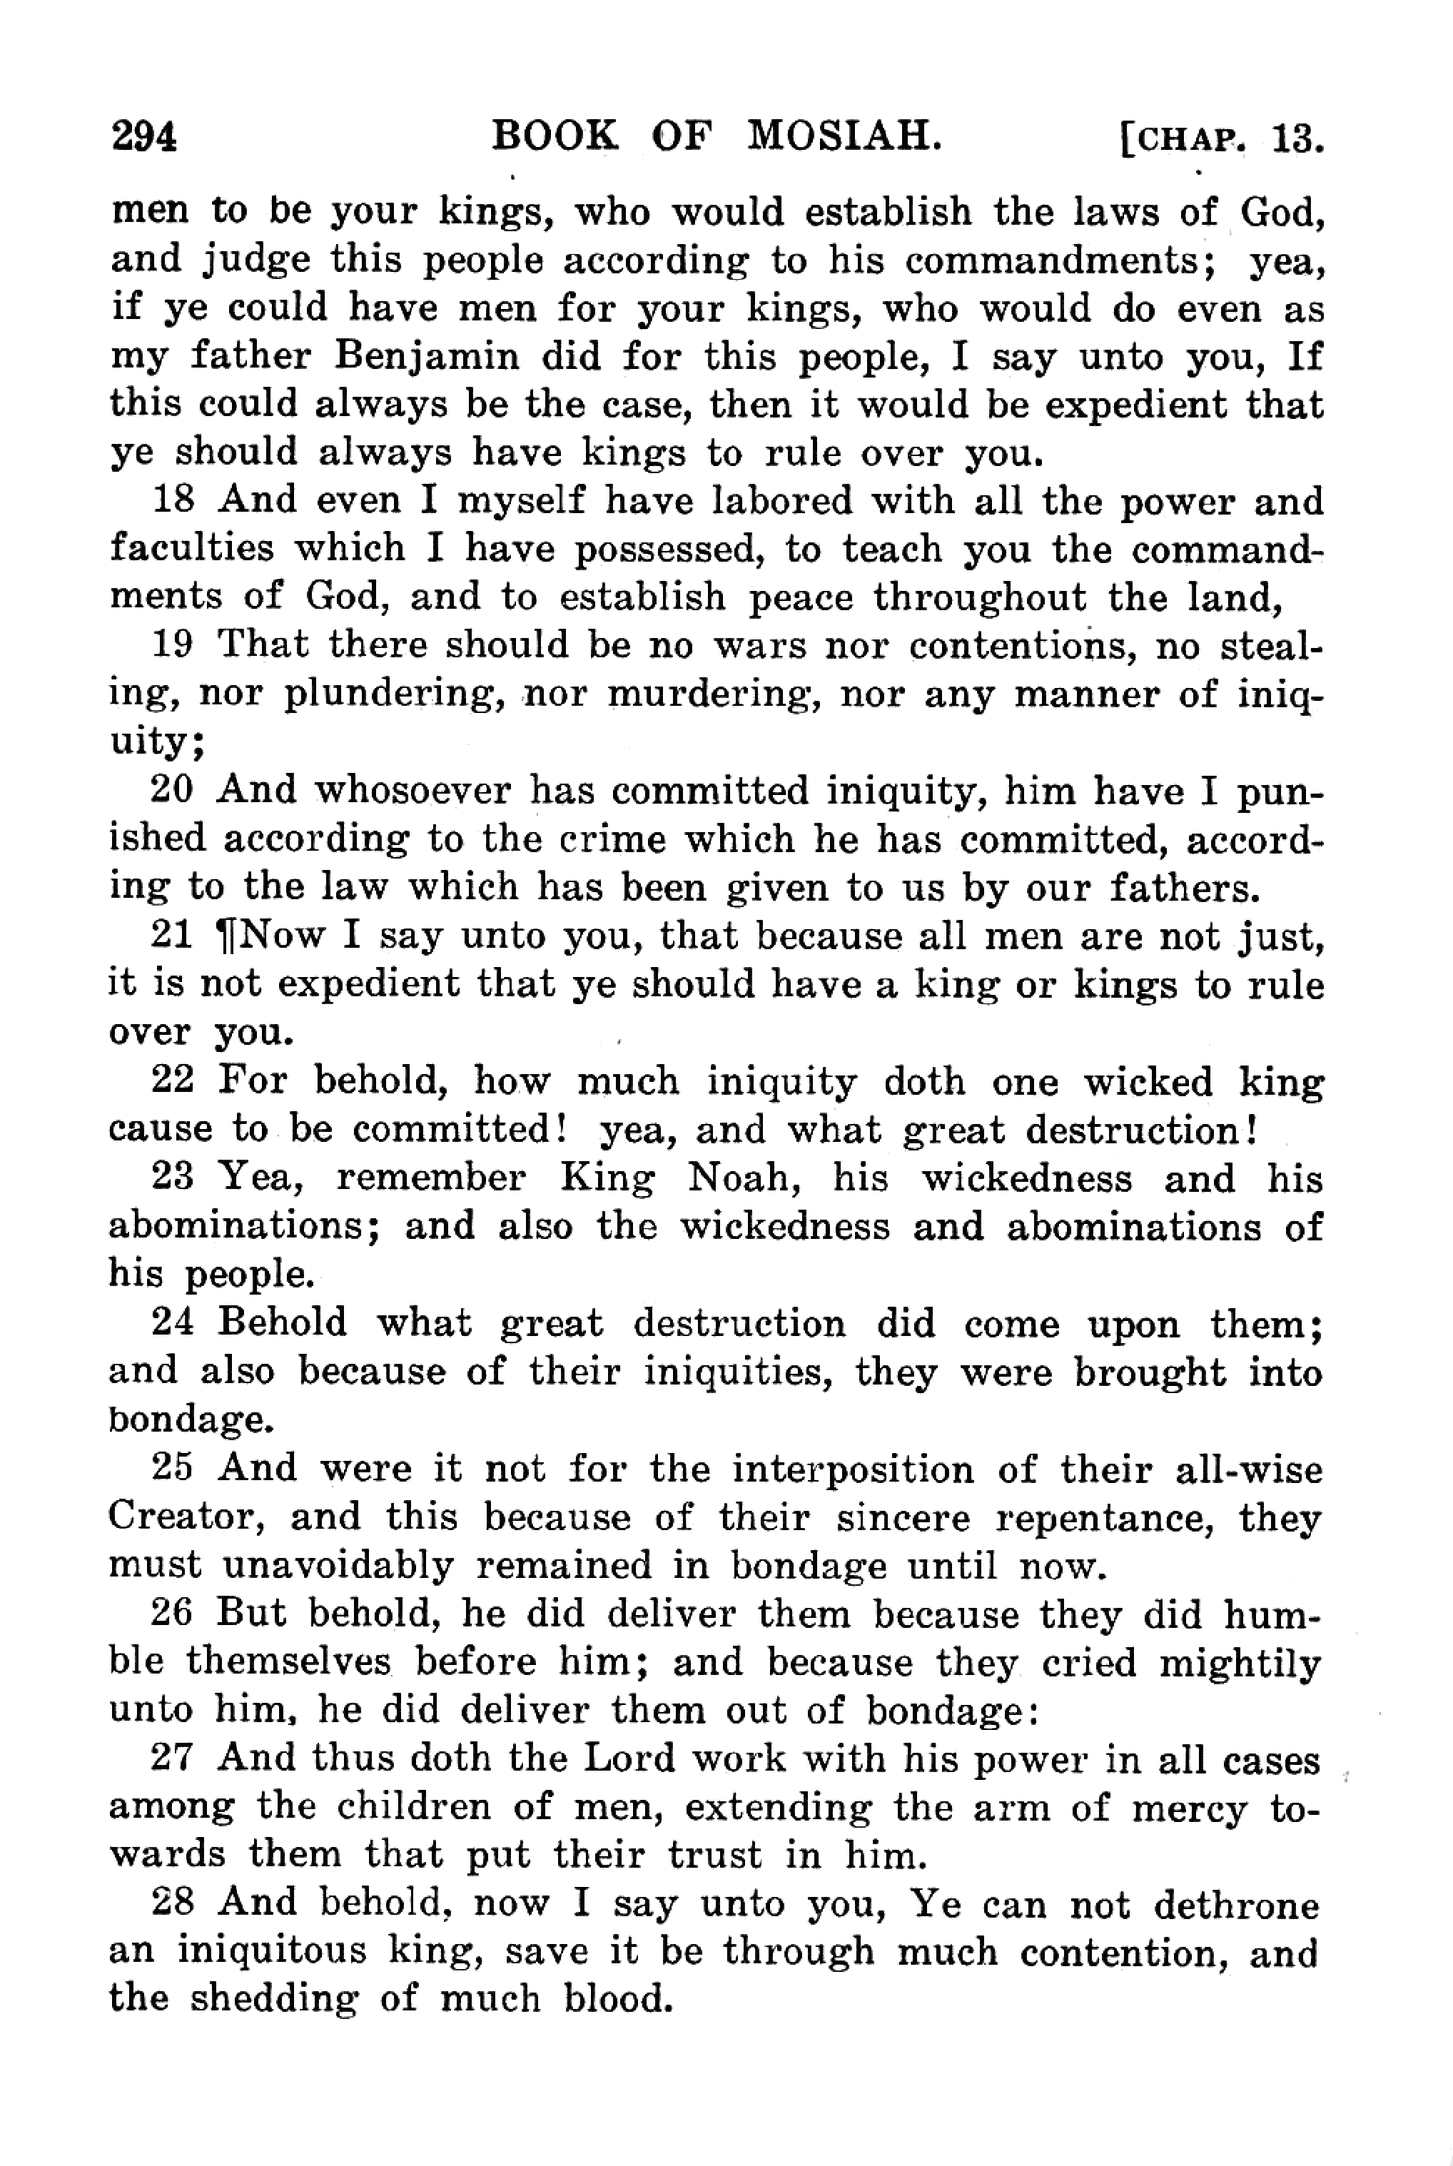 294 BOOK OF MOSIAH. [CHAP. 13.
men to be your kings, who would establish the laws of God,
and judge this people according to his commandments; yea,
if ye could have men for your kings, who would do even as
my father Benjamin did for this people, I say unto you, If
this could always be the case, then it would be expedient that
ye should always have kings to rule over you.
18 And even I myself have labored with all the power and
faculties which I have possessed, to teach you the command-
ments of God, and to establish peace throughout the land,
19 That there should be no wars nor contentions, no steal-
ing, nor plundering, nor murdering, nor any manner of iniq-
uity;
20 And whosoever has committed iniquity, him have I pun-
ished according to the crime which he has committed, accord-
ing to the law which has been given to us by our fathers.
21 ¶Now I say unto you, that because all men are not just,
it is not expedient that ye should have a king or kings to rule
over you.
22 For behold, how much iniquity doth one wicked king
cause to be committed! yea, and what great destruction!
23 Yea, remember King Noah, his wickedness and his
abominations; and also the wickedness and abominations of
his people.
24 Behold what great destruction did come upon them;
and also because of their iniquities, they were brought into
bondage.
25 And were it not for the interposition of their all-wise
Creator, and this because of their sincere repentance, they
must unavoidably remained in bondage until now.
26 But behold, he did deliver them because they did hum-
ble themselves before him; and because they cried mightily
unto him, he did deliver them out of bondage:
27 And thus doth the Lord work with his power in all cases
among the children of men, extending the arm of mercy to-
wards them that put their trust in him.
28 And behold, now I say unto you, Ye can not dethrone
an iniquitous king, save it be through much contention, and
the shedding of much blood.